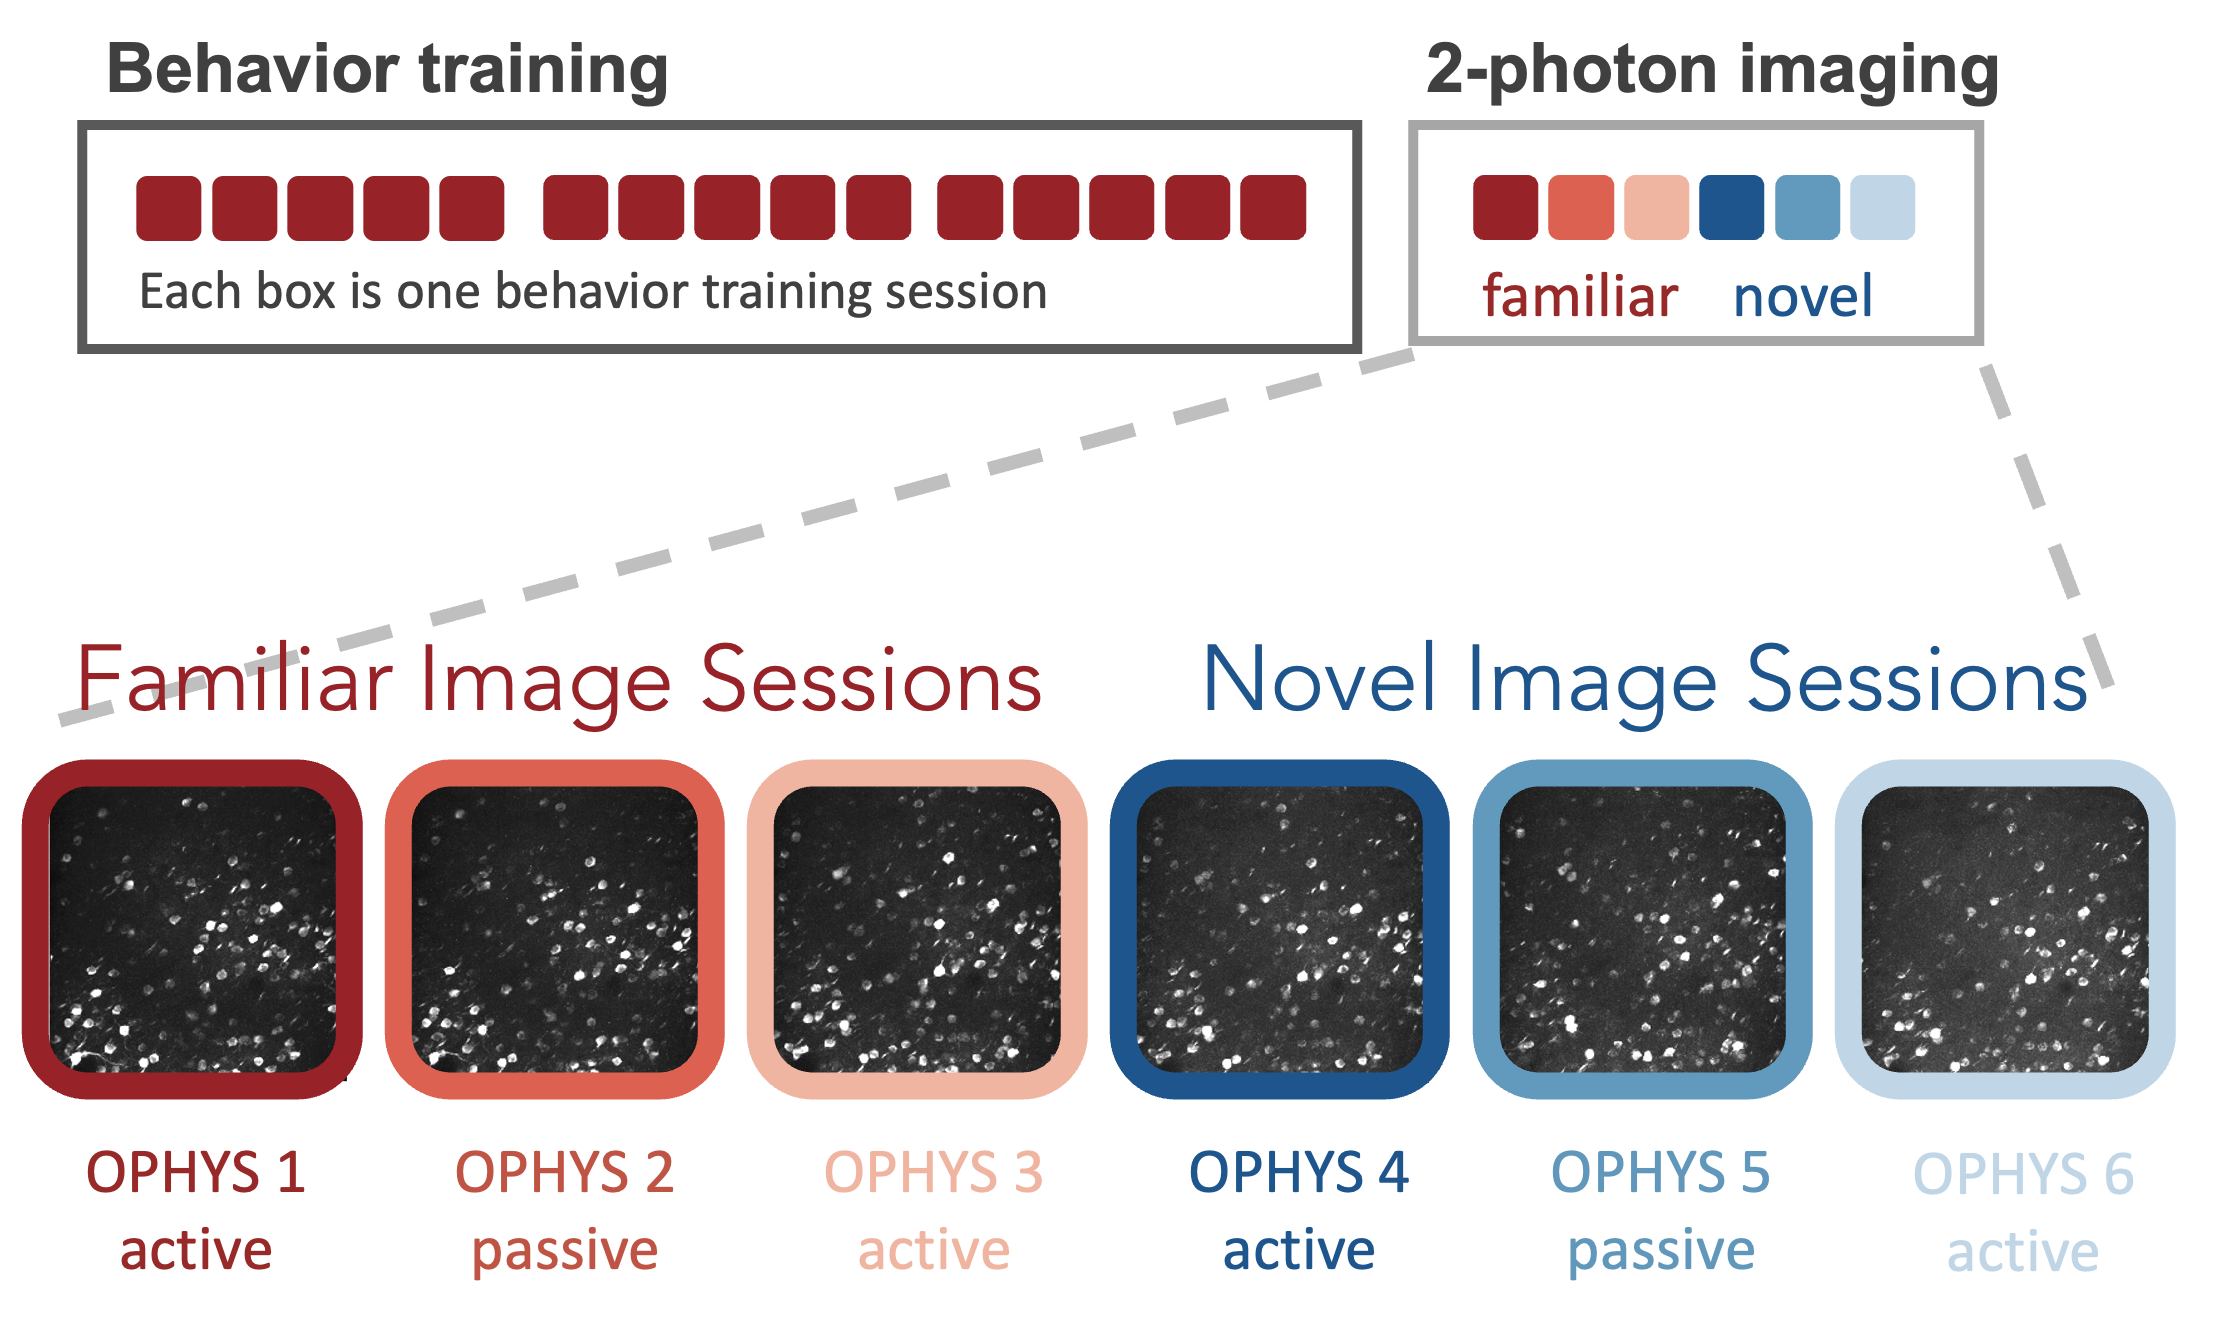 Behavior training
2-photon imaging
Each box is one behavior training session
familiar novel
Familiar Image Sessions
Novel Image Sessions
OPHYS 1
active
OPHYS 2
passive
OPHYS 3
active
OPHYS 4
active
OPHYS 5
passive
OPHYS 6
active